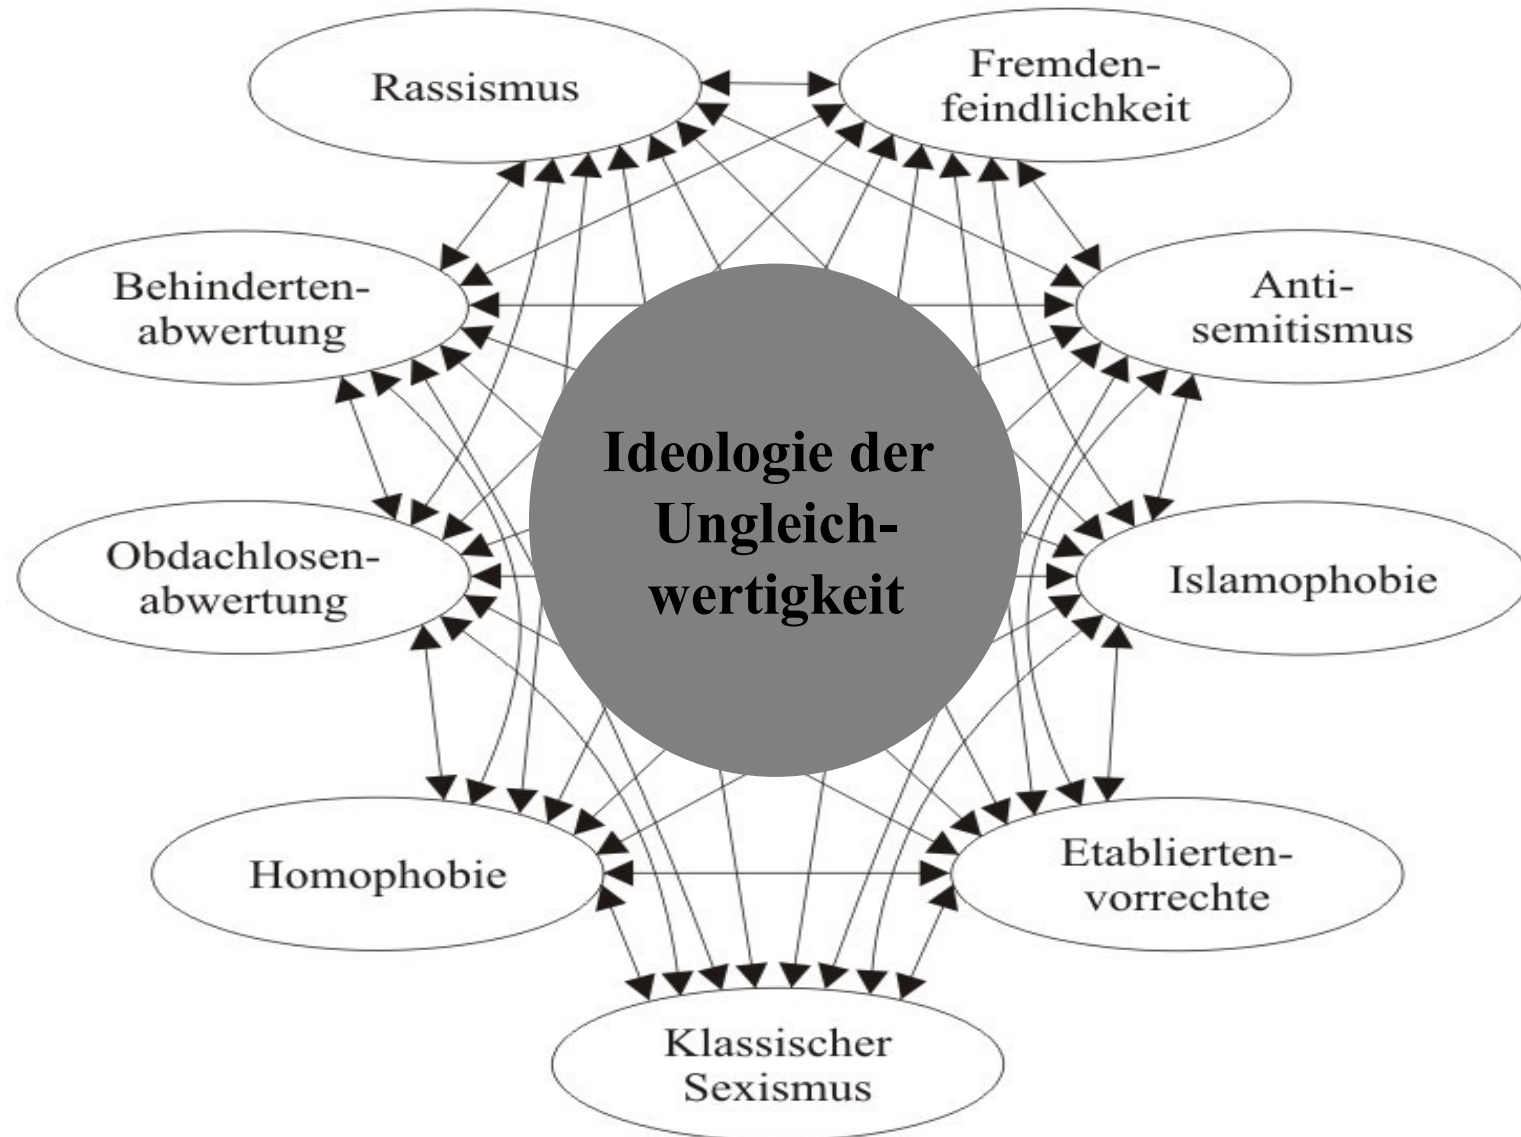 Rassismus
Fremden-
feindlichkeit
Behinderten-
abwertung
Anti-
semitismus
Ideologie der
Ungleich-
wertigkeit
Obdachlosen-
abwertung
Islamophobie
Homophobie
Etablierten-
vorrechte
Klassischer
Sexismus